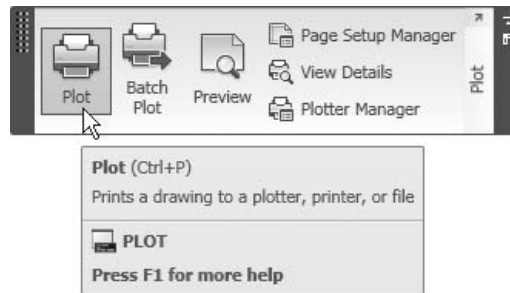 Plot
Batch
Plot
Preview
Page Setup Manager
View Details
Plotter Manager
Plot
Plot (Ctrl+P)
Prints a drawing to a plotter, printer, or file
PLOT
Press F1 for more help